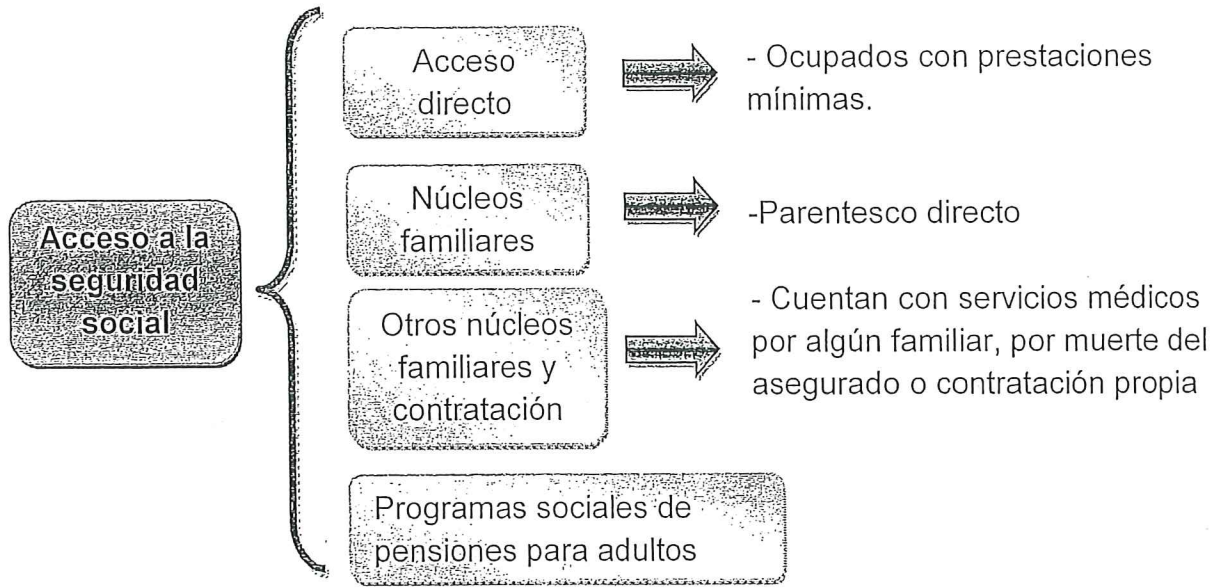 Acceso
directo
- Ocupados con prestaciones
mínimas.
Núcleos
familiares
-Parentesco directo
Acceso a la
seguridad
social
Otros núcleos
familiares y
contratación
- Cuentan con servicios médicos
por algún familiar, por muerte del
asegurado o contratación propia
Programas sociales de
pensiones para adultos